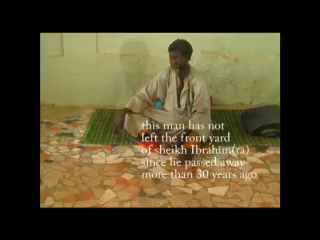 this man has not
left the front yard
of sheikh Ibrahim(ra)
since he passed away
more than 30 years ago